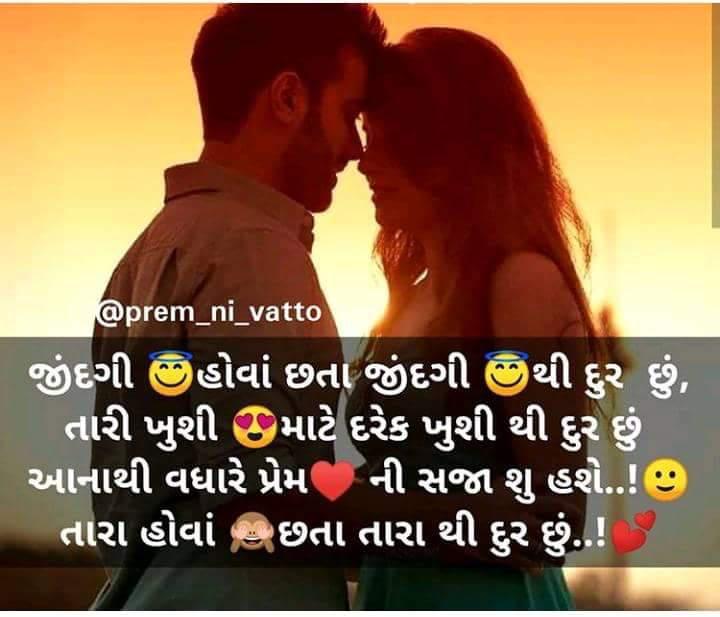 @prem_ni_vatto
જીંદગી 😇હોવાં છતા જીંદગી 😇થી દુર છું,
તારી ખુશી 😍માટે દરેક ખુશી થી દુર છું
આનાથી વધારે પ્રેમ♥️ ની સજા શુ હશે..!🙂
તારા હોવાં 🙈છતા તારા થી દુર છું..!💕